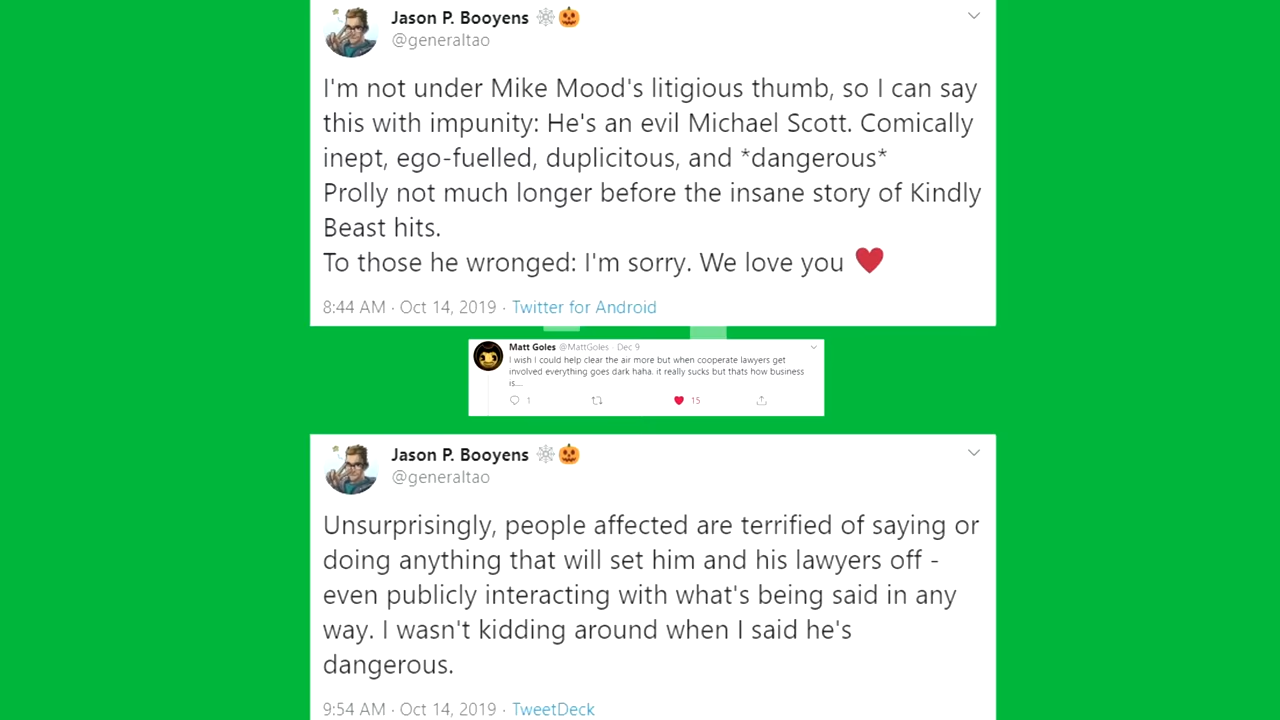 Jason P. Booyens ❄🎃
@generaltao
I'm not under Mike Mood's litigious thumb, so I can say
this with impunity: He's an evil Michael Scott. Comically
inept, ego-fuelled, duplicitous, and *dangerous*
Prolly not much longer before the insane story of Kindly
Beast hits.
To those he wronged: I'm sorry. We love you ❤
8:44 AM · Oct 14, 2019 · Twitter for Android
Matt Goles @MattGoles · Dec 9
I wish I could help clear the air more but when cooperate lawyers get
involved everything goes dark haha. it really sucks but thats how business
is....
1 15
Jason P. Booyens ❄🎃
@generaltao
Unsurprisingly, people affected are terrified of saying or
doing anything that will set him and his lawyers off -
even publicly interacting with what's being said in any
way. I wasn't kidding around when I said he's
dangerous.
9:54 AM · Oct 14, 2019 · TweetDeck